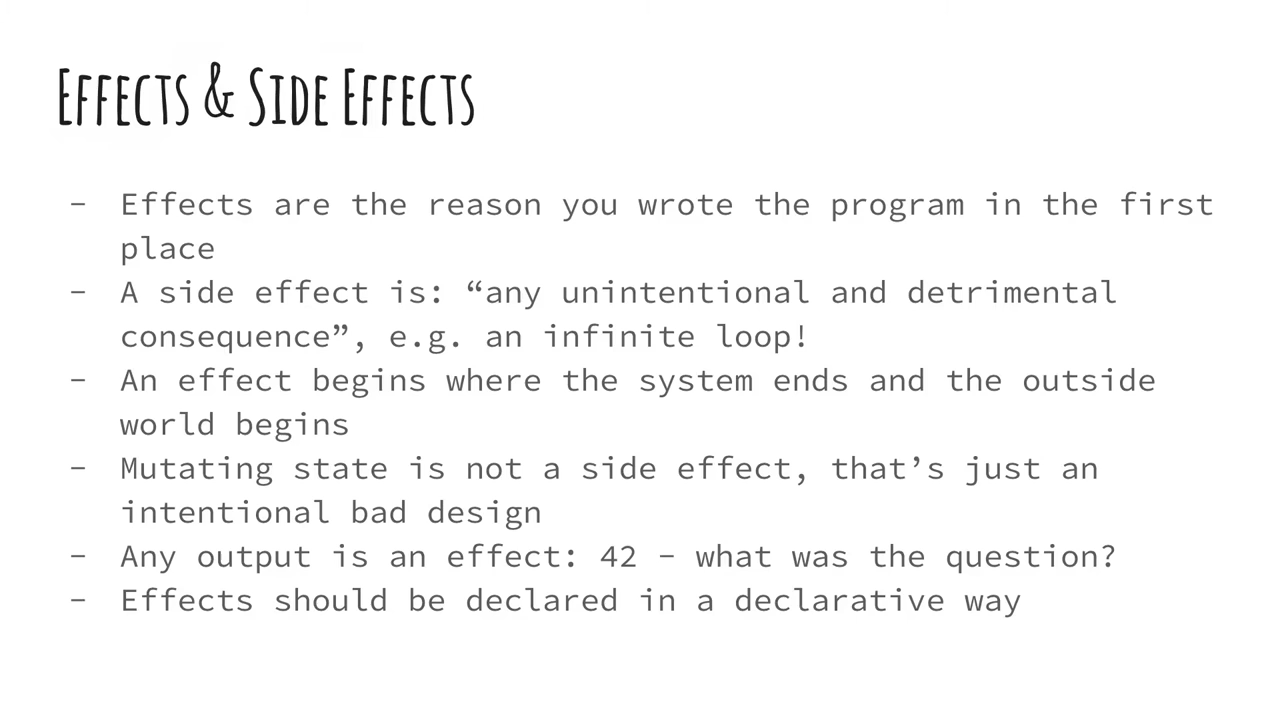 Effects & Side Effects
- Effects are the reason you wrote the program in the first
place
- A side effect is: “any unintentional and detrimental
consequence”, e.g. an infinite loop!
- An effect begins where the system ends and the outside
world begins
- Mutating state is not a side effect, that’s just an
intentional bad design
- Any output is an effect: 42 - what was the question?
- Effects should be declared in a declarative way